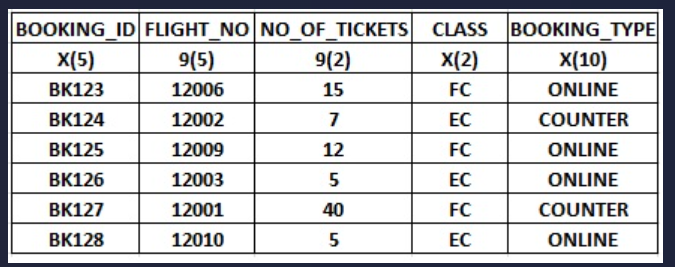 BOOKING_ID FLIGHT_NO NO_OF_TICKETS CLASS BOOKING_TYPE
X(5) 9(5) 9(2) X(2) X(10)
BK123 12006 15 FC ONLINE
BK124 12002 7 EC COUNTER
BK125 12009 12 FC ONLINE
BK126 12003 5 EC ONLINE
BK127 12001 40 FC COUNTER
BK128 12010 5 EC ONLINE